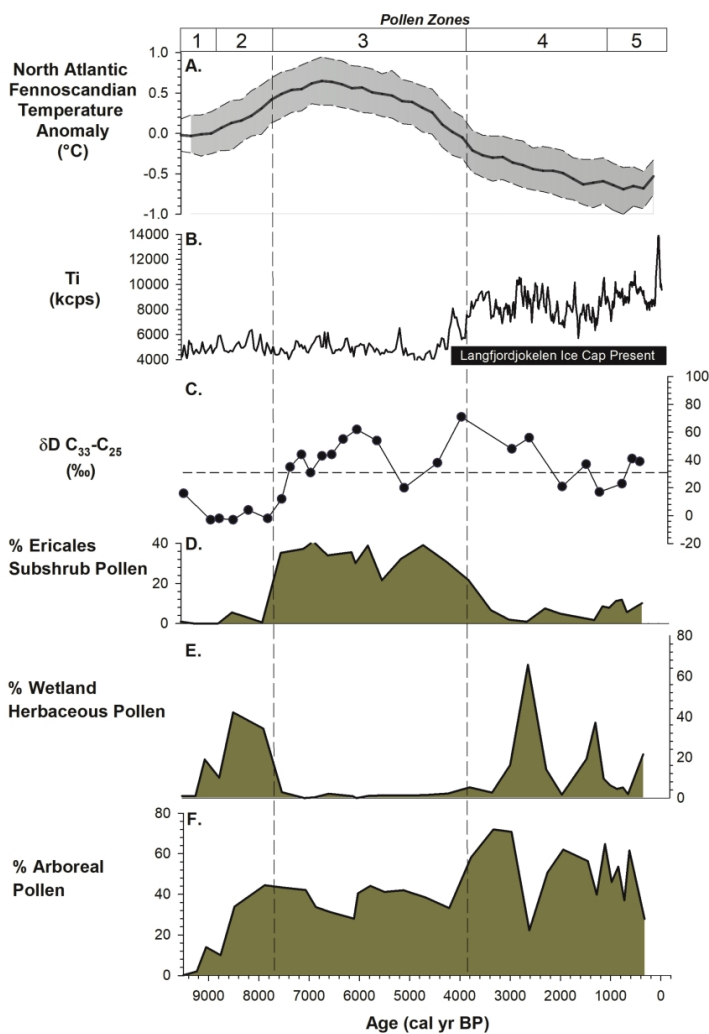 Pollen Zones
1 2 3 4 5
North Atlantic
Fennoscandian
Temperature
Anomaly
(°C)
A.
1.0
0.5
0.0
-0.5
-1.0
Ti
(kcps)
B.
14000
12000
10000
8000
6000
4000
Langfjordjokelen Ice Cap Present
δD C33-C25
(‰)
C.
100
80
60
40
20
0
-20
% Ericales
Subshrub Pollen
D.
40
20
0
% Wetland
Herbaceous Pollen
E.
80
60
40
20
0
% Arboreal
Pollen
F.
80
60
40
20
0
9000 8000 7000 6000 5000 4000 3000 2000 1000 0
Age (cal yr BP)